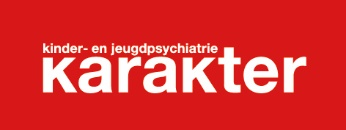 kinder- en jeugdpsychiatrie
karakter